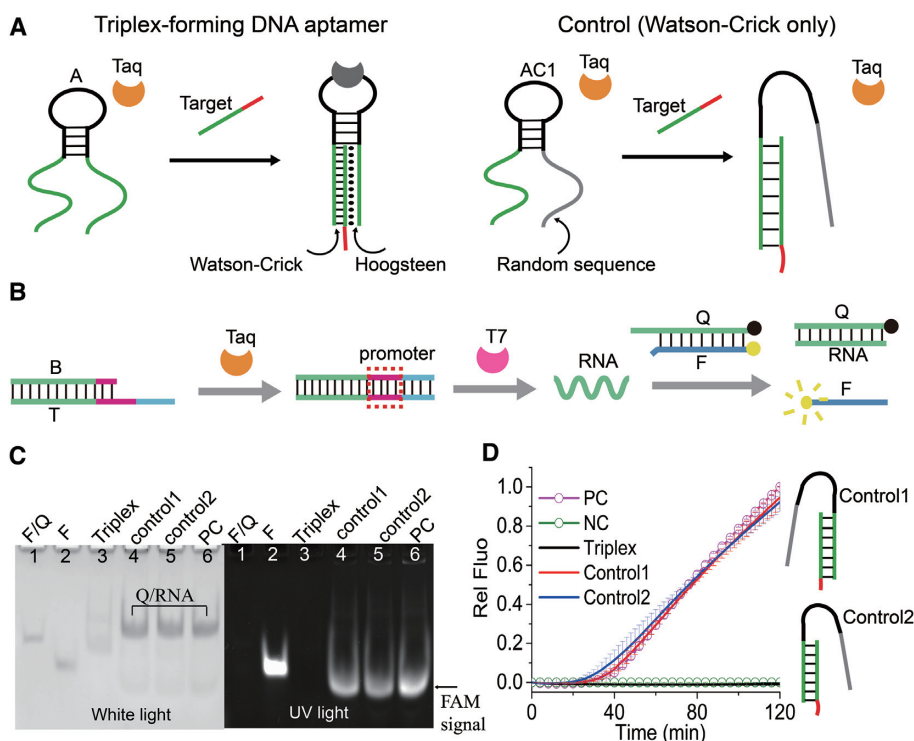 A
Triplex-forming DNA aptamer
Control (Watson-Crick only)
A
Taq
Target
AC1
Taq
Target
Taq
Watson-Crick
Hoogsteen
Random sequence
B
B
T
Taq
promoter
T7
RNA
Q
F
Q
RNA
F
C
F/Q
F
Triplex
control1
control2
PC
F/Q
F
Triplex
control1
control2
PC
1 2 3 4 5 6
1 2 3 4 5 6
Q/RNA
White light
UV light
FAM
signal
D
Rel Fluo
1.0
0.8
0.6
0.4
0.2
0.0
PC
NC
Triplex
Control1
Control2
0 40 80 120
Time (min)
Control1
Control2